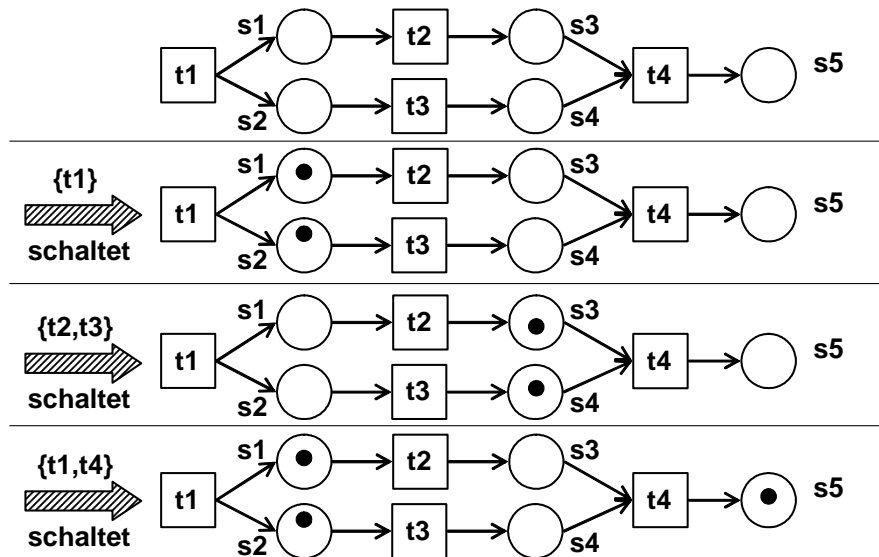 s1 s3
t1 t2 t3 t4 s5
s2 s4
{t1} s1 s3
t1 t2 t3 t4 s5
schaltet s2 s4
{t2,t3} s1 s3
t1 t2 t3 t4 s5
schaltet s2 s4
{t1,t4} s1 s3
t1 t2 t3 t4 s5
schaltet s2 s4